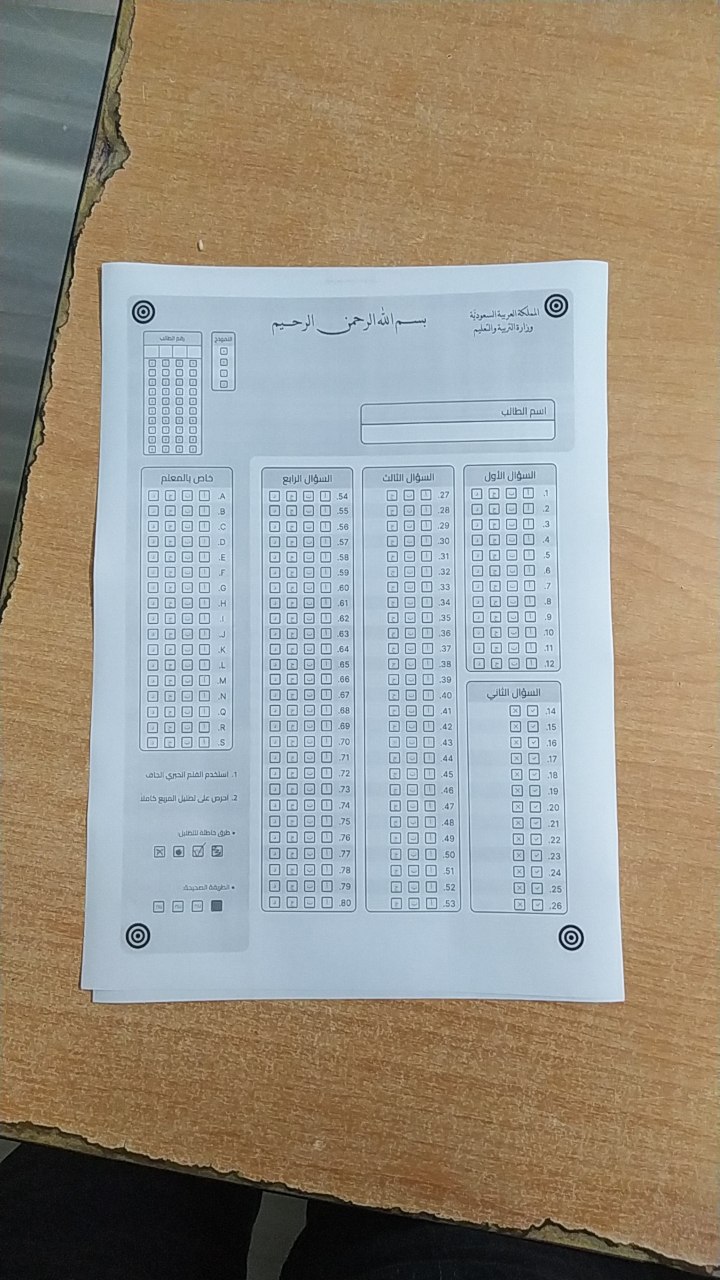 بسم الله الرحمن الرحيم
المملكة العربية السعودية
وزارة التربية والتعليم
النموذج
رقم الطالب
اسم الطالب
السؤال الأول
1. أ ب ج د
2. أ ب ج د
3. أ ب ج د
4. أ ب ج د
5. أ ب ج د
6. أ ب ج د
7. أ ب ج د
8. أ ب ج د
9. أ ب ج د
10. أ ب ج د
11. أ ب ج د
12. أ ب ج د
السؤال الثاني
14. ✓ ✕
15. ✓ ✕
16. ✓ ✕
17. ✓ ✕
18. ✓ ✕
19. ✓ ✕
20. ✓ ✕
21. ✓ ✕
22. ✓ ✕
23. ✓ ✕
24. ✓ ✕
25. ✓ ✕
26. ✓ ✕
السؤال الثالث
27. أ ب ج
28. أ ب ج
29. أ ب ج
30. أ ب ج
31. أ ب ج
32. أ ب ج
33. أ ب ج
34. أ ب ج
35. أ ب ج
36. أ ب ج
37. أ ب ج
38. أ ب ج
39. أ ب ج
40. أ ب ج
41. أ ب ج
42. أ ب ج
43. أ ب ج
44. أ ب ج
45. أ ب ج
46. أ ب ج
47. أ ب ج
48. أ ب ج
49. أ ب ج
50. أ ب ج
51. أ ب ج
52. أ ب ج
53. أ ب ج
السؤال الرابع
54. أ ب ج د
55. أ ب ج د
56. أ ب ج د
57. أ ب ج د
58. أ ب ج د
59. أ ب ج د
60. أ ب ج د
61. أ ب ج د
62. أ ب ج د
63. أ ب ج د
64. أ ب ج د
65. أ ب ج د
66. أ ب ج د
67. أ ب ج د
68. أ ب ج د
69. أ ب ج د
70. أ ب ج د
71. أ ب ج د
72. أ ب ج د
73. أ ب ج د
74. أ ب ج د
75. أ ب ج د
76. أ ب ج د
77. أ ب ج د
78. أ ب ج د
79. أ ب ج د
80. أ ب ج د
خاص بالمعلم
A. أ ب ج د
B. أ ب ج د
C. أ ب ج د
D. أ ب ج د
E. أ ب ج د
F. أ ب ج د
G. أ ب ج د
H. أ ب ج د
I. أ ب ج د
J. أ ب ج د
K. أ ب ج د
L. أ ب ج د
M. أ ب ج د
N. أ ب ج د
Q. أ ب ج د
R. أ ب ج د
S. أ ب ج د
1. استخدم القلم الحبري الجاف
2. احرص على تظليل المربع كاملا
• طرق خاطئة للتظليل:
• الطريقة الصحيحة: